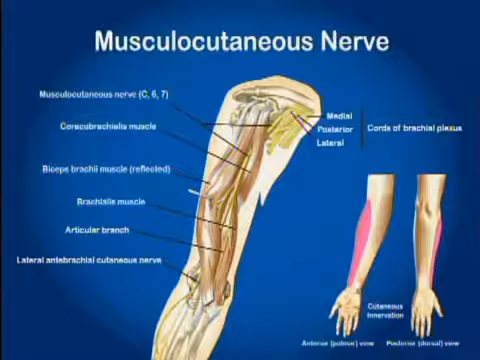 Musculocutaneous Nerve
Musculocutaneous nerve (C, 6, 7)
Coracobrachialis muscle
Biceps brachii muscle (reflected)
Brachialis muscle
Articular branch
Lateral antebrachial cutaneous nerve
Medial
Posterior
Lateral
Cords of brachial plexus
Cutaneous
Innervation
Anterior (palmar) view
Posterior (dorsal) view